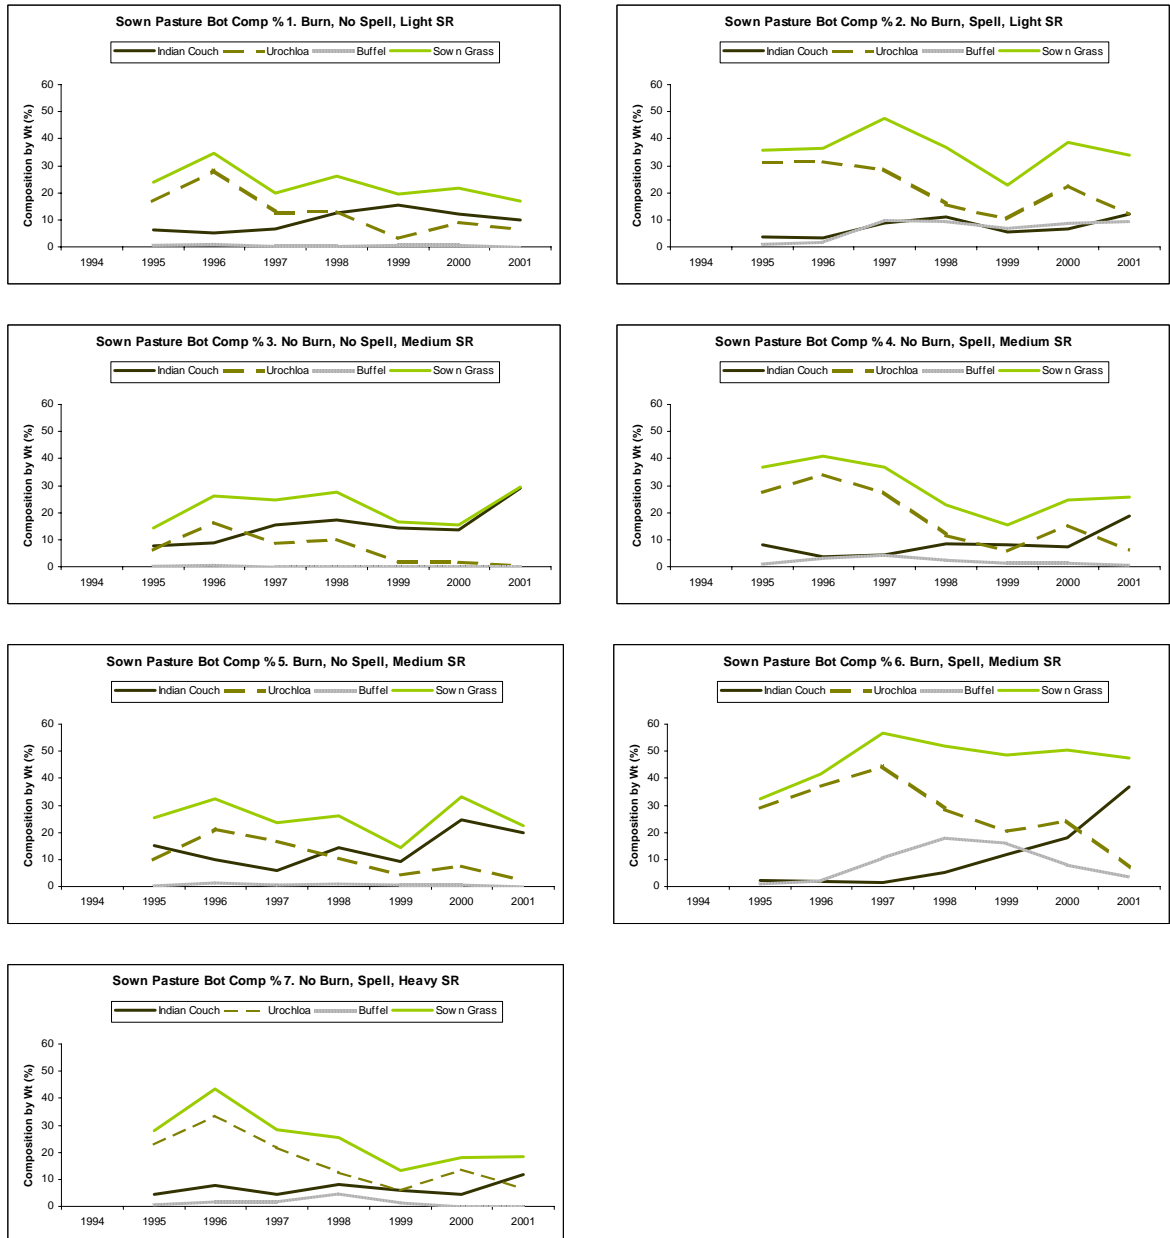 Sown Pasture Bot Comp % 1. Burn, No Spell, Light SR
Indian Couch Urochloa Buffel Sown Grass
Composition by Wt (%)
60
50
40
30
20
10
0
1994 1995 1996 1997 1998 1999 2000 2001
Sown Pasture Bot Comp % 2. No Burn, Spell, Light SR
Indian Couch Urochloa Buffel Sown Grass
Composition by Wt (%)
60
50
40
30
20
10
0
1994 1995 1996 1997 1998 1999 2000 2001
Sown Pasture Bot Comp % 3. No Burn, No Spell, Medium SR
Indian Couch Urochloa Buffel Sown Grass
Composition by Wt (%)
60
50
40
30
20
10
0
1994 1995 1996 1997 1998 1999 2000 2001
Sown Pasture Bot Comp % 4. No Burn, Spell, Medium SR
Indian Couch Urochloa Buffel Sown Grass
Composition by Wt (%)
60
50
40
30
20
10
0
1994 1995 1996 1997 1998 1999 2000 2001
Sown Pasture Bot Comp % 5. Burn, No Spell, Medium SR
Indian Couch Urochloa Buffel Sown Grass
Composition by Wt (%)
60
50
40
30
20
10
0
1994 1995 1996 1997 1998 1999 2000 2001
Sown Pasture Bot Comp % 6. Burn, Spell, Medium SR
Indian Couch Urochloa Buffel Sown Grass
Composition by Wt (%)
60
50
40
30
20
10
0
1994 1995 1996 1997 1998 1999 2000 2001
Sown Pasture Bot Comp % 7. No Burn, Spell, Heavy SR
Indian Couch Urochloa Buffel Sown Grass
Composition by Wt (%)
60
50
40
30
20
10
0
1994 1995 1996 1997 1998 1999 2000 2001